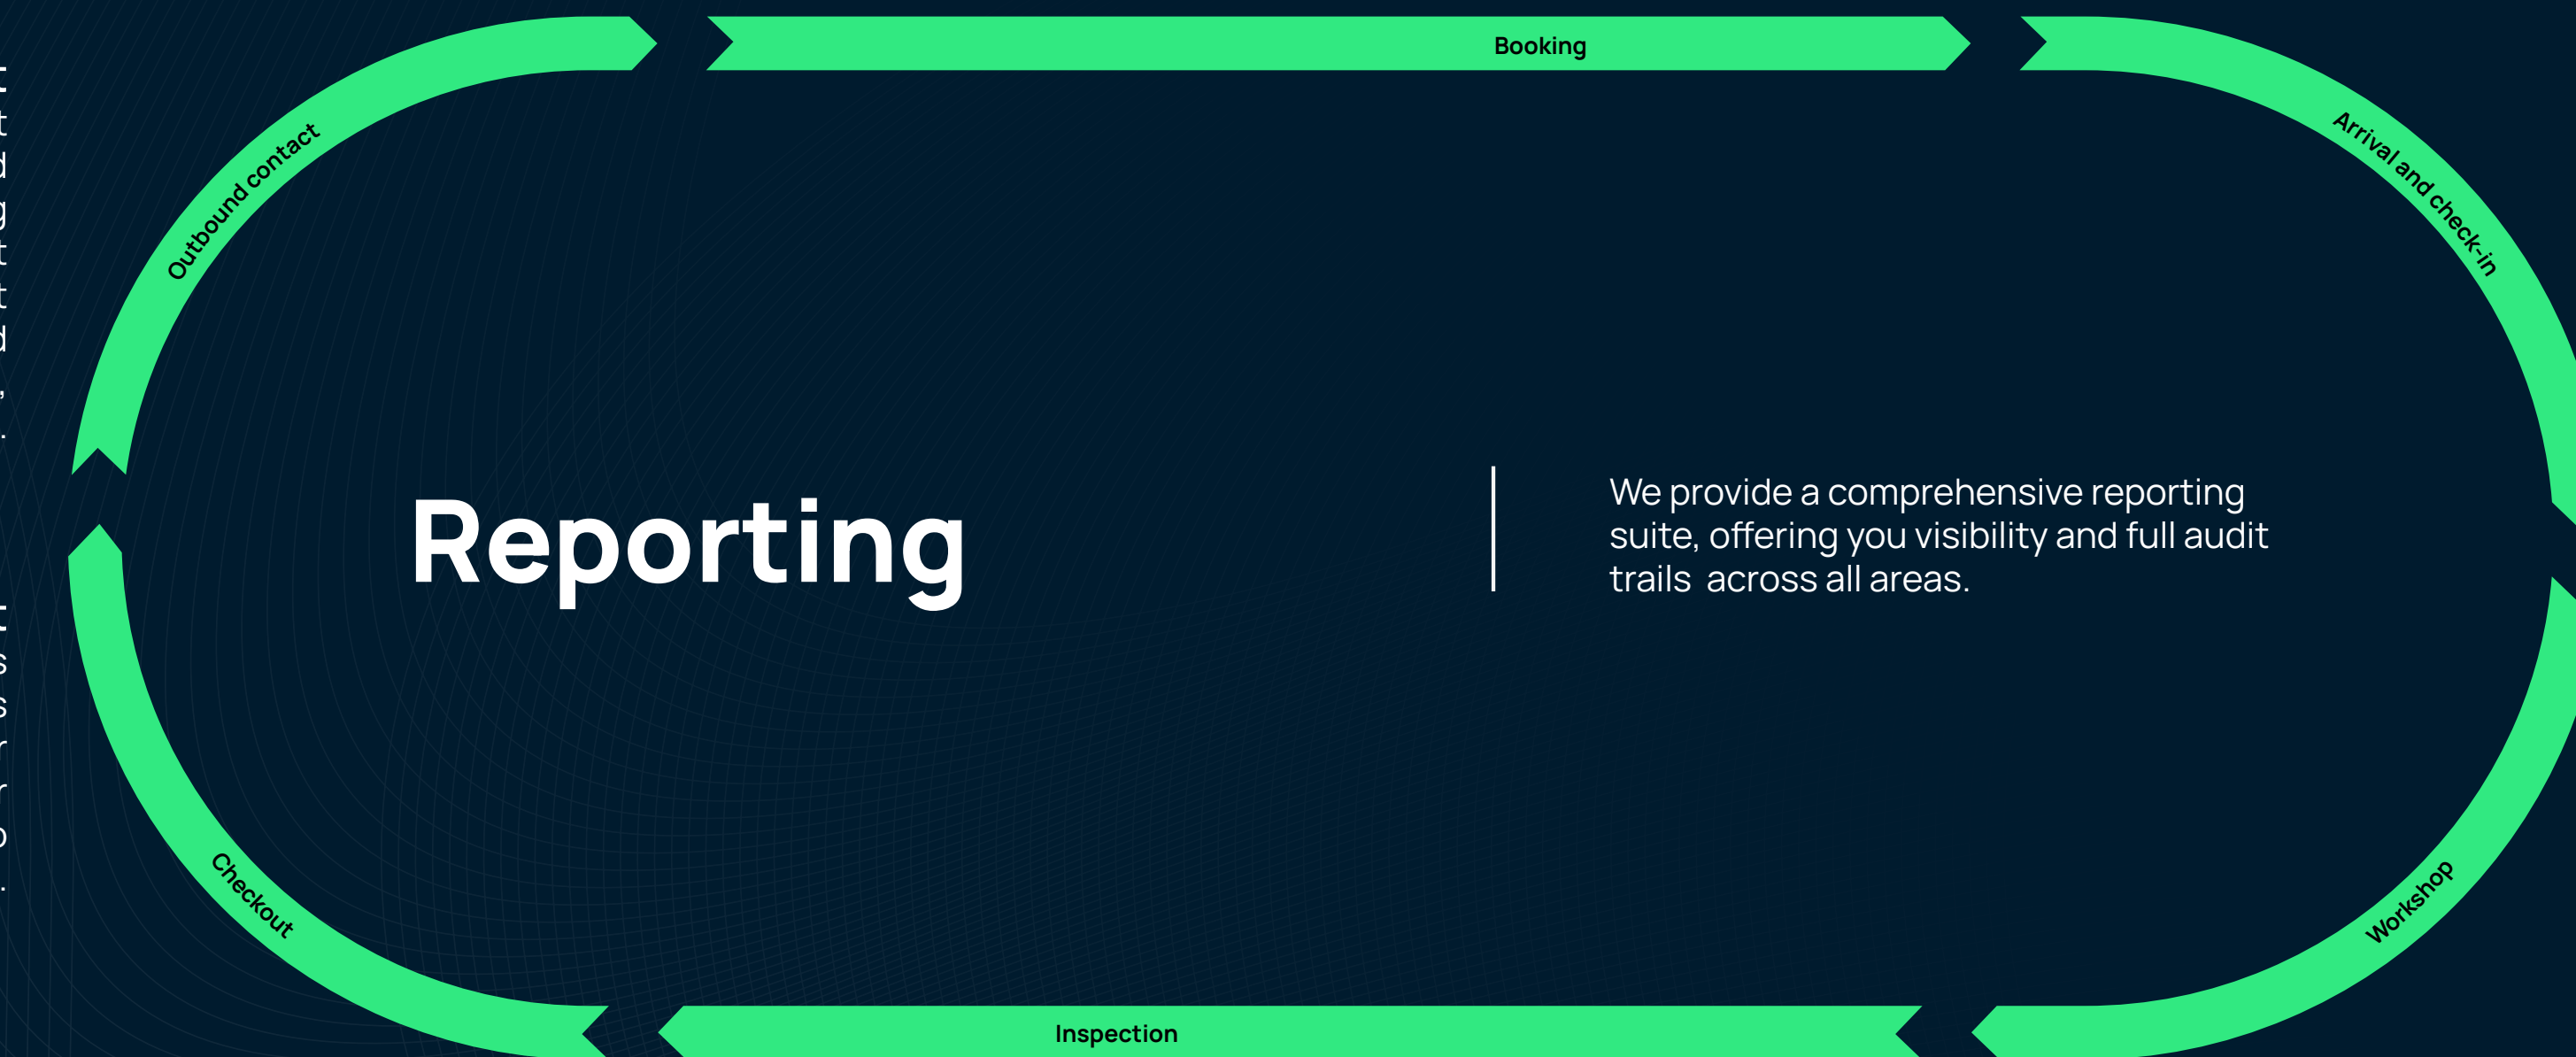 Booking
Outbound contact
Arrival and check-in
Reporting
We provide a comprehensive reporting
suite, offering you visibility and full audit
trails  across all areas.
Checkout
Workshop
Inspection